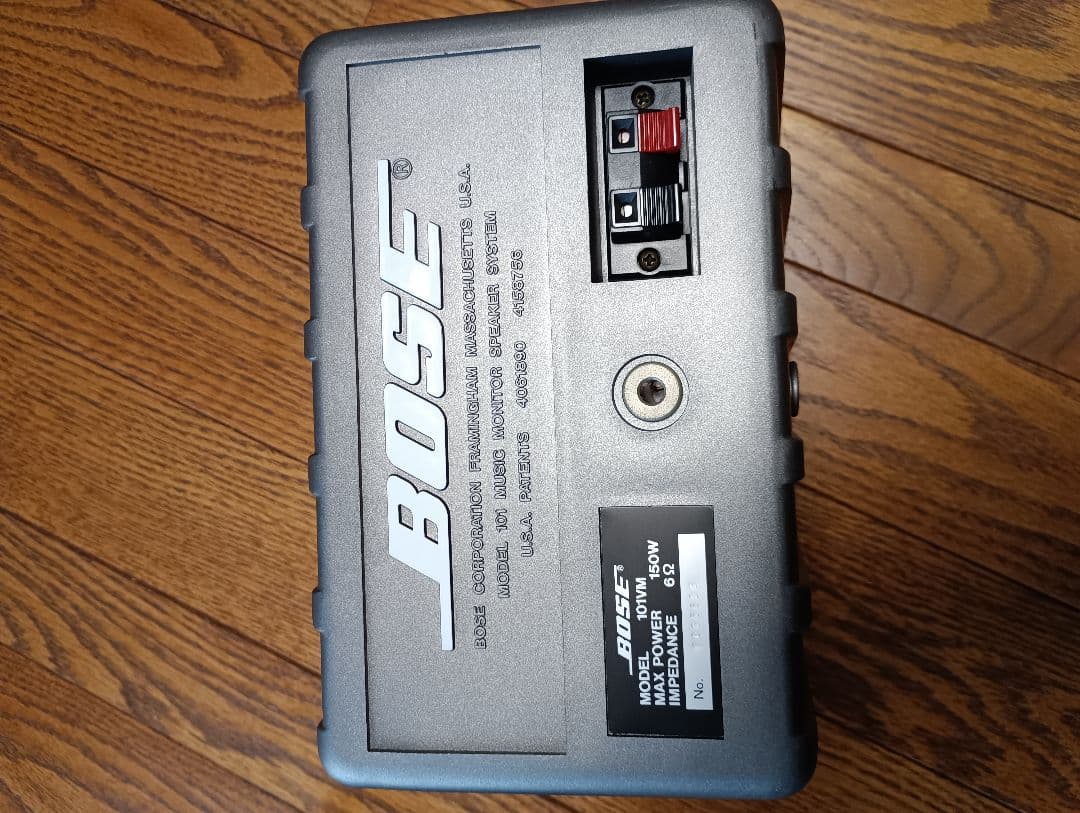 BOSE®
BOSE CORPORATION FRAMINGHAM MASSACHUSETTS U.S.A.
MODEL 101 MUSIC MONITOR SPEAKER SYSTEM
U.S.A. PATENTS 4061890 4158756
BOSE®
MODEL 101VM
MAX POWER 150W
IMPEDANCE 6Ω
No.